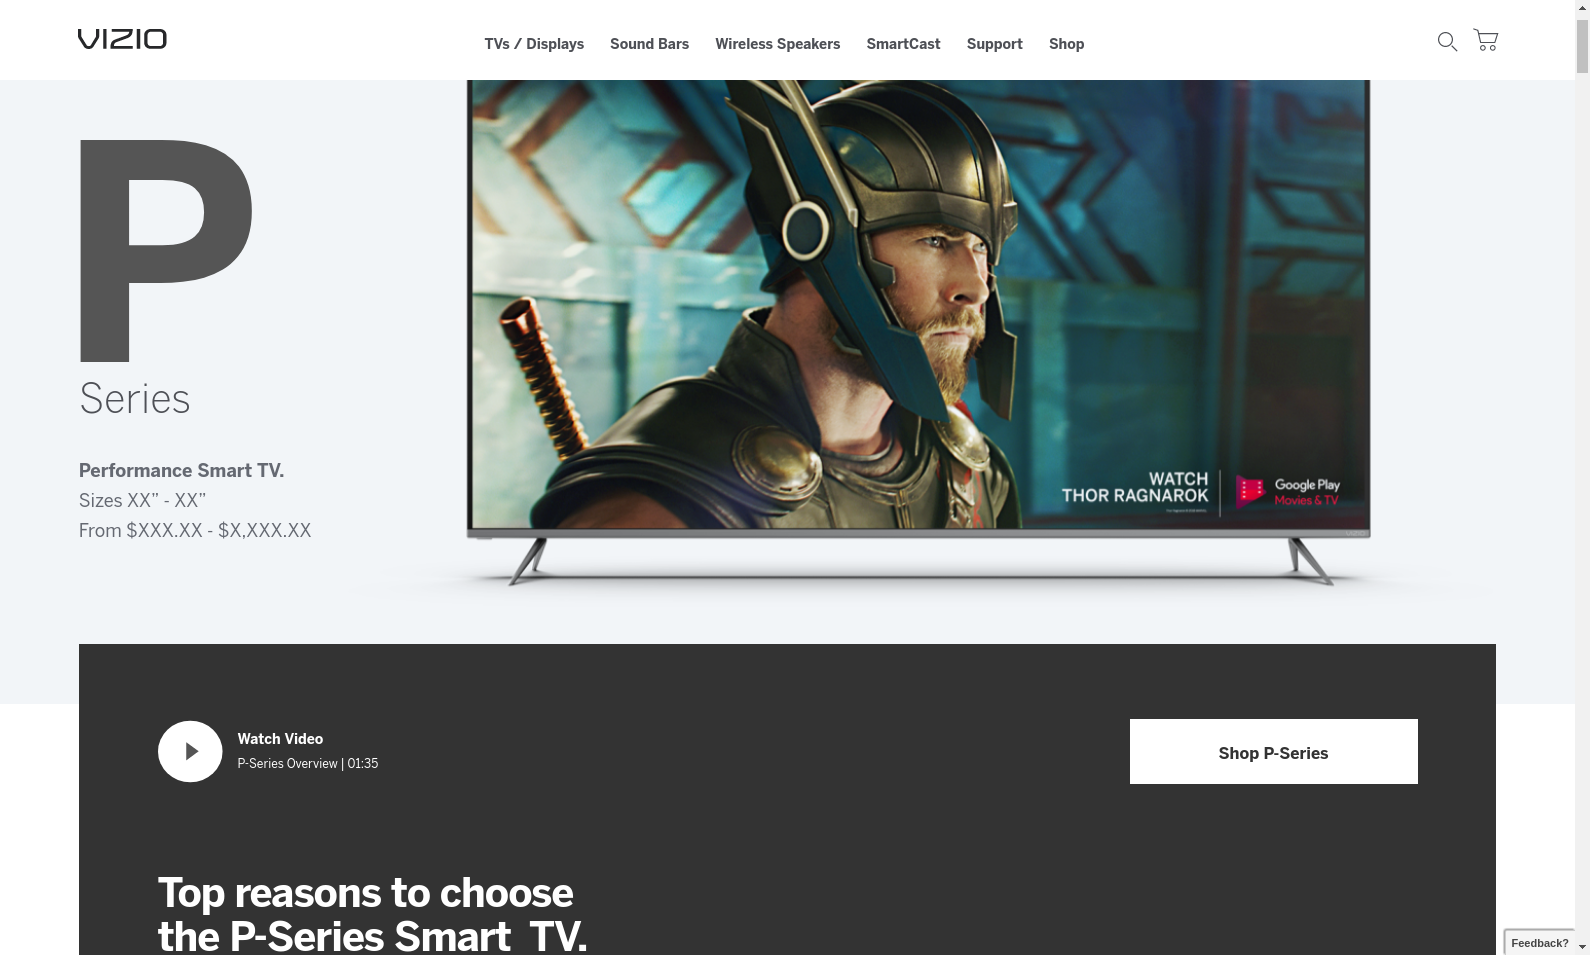 VIZIO
TVs / Displays
Sound Bars
Wireless Speakers
SmartCast
Support
Shop
P
Series
Performance Smart TV.
Sizes XX” - XX”
From $XXX.XX - $X,XXX.XX
WATCH
THOR RAGNAROK
Google Play
Movies & TV
VIZIO
Watch Video
P-Series Overview | 01:35
Shop P-Series
Top reasons to choose
the P-Series Smart TV.
Feedback?